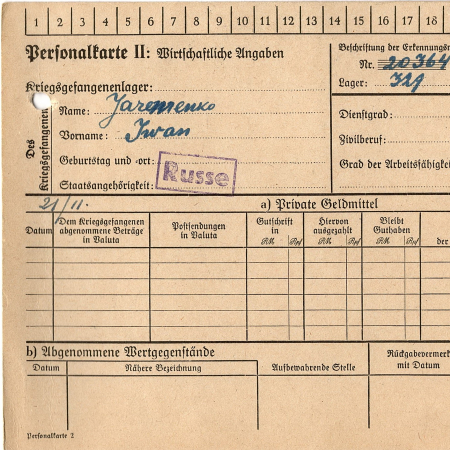 1 2 3 4 5 6 7 8 9 10 11 12 13 14 15 16 17 18
Personalkarte II: Wirtschaftliche Angaben
Beschriftung der Erkennungsm
Nr. 20364
Lager: 329
Kriegsgefangenenlager:
Des Kriegsgefangenen
Name: Jaremenko
Vorname: Iwan
Geburtstag und -ort:
Staatsangehörigkeit:
Russe
Dienstgrad:
Zivilberuf:
Grad der Arbeitsfähigkeit
21/11.
a) Private Geldmittel
Datum
Dem Kriegsgefangenen abgenommene Beträge in Valuta
Postsendungen in Valuta
Gutschrift in
RM Rpf
Hiervon ausgezahlt
RM Rpf
Bleibt Guthaben
RM Rpf
der
b) Abgenommene Wertgegenstände
Datum
Nähere Bezeichnung
Aufbewahrende Stelle
Rückgabevermerk mit Datum
Personalkarte 2